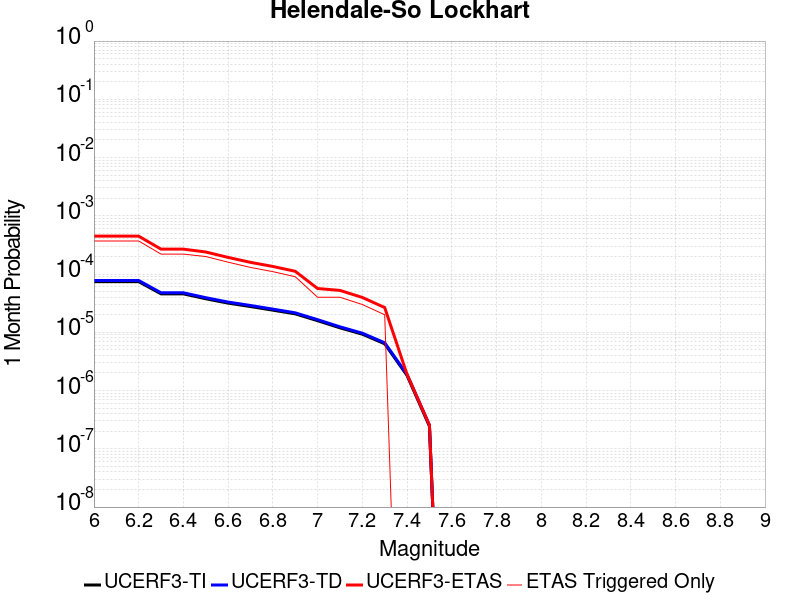 Helendale-So Lockhart
10^0
10^-1
10^-2
10^-3
10^-4
10^-5
10^-6
10^-7
10^-8
1 Month Probability
6 6.2 6.4 6.6 6.8 7 7.2 7.4 7.6 7.8 8 8.2 8.4 8.6 8.8 9
Magnitude
UCERF3-TI UCERF3-TD UCERF3-ETAS ETAS Triggered Only